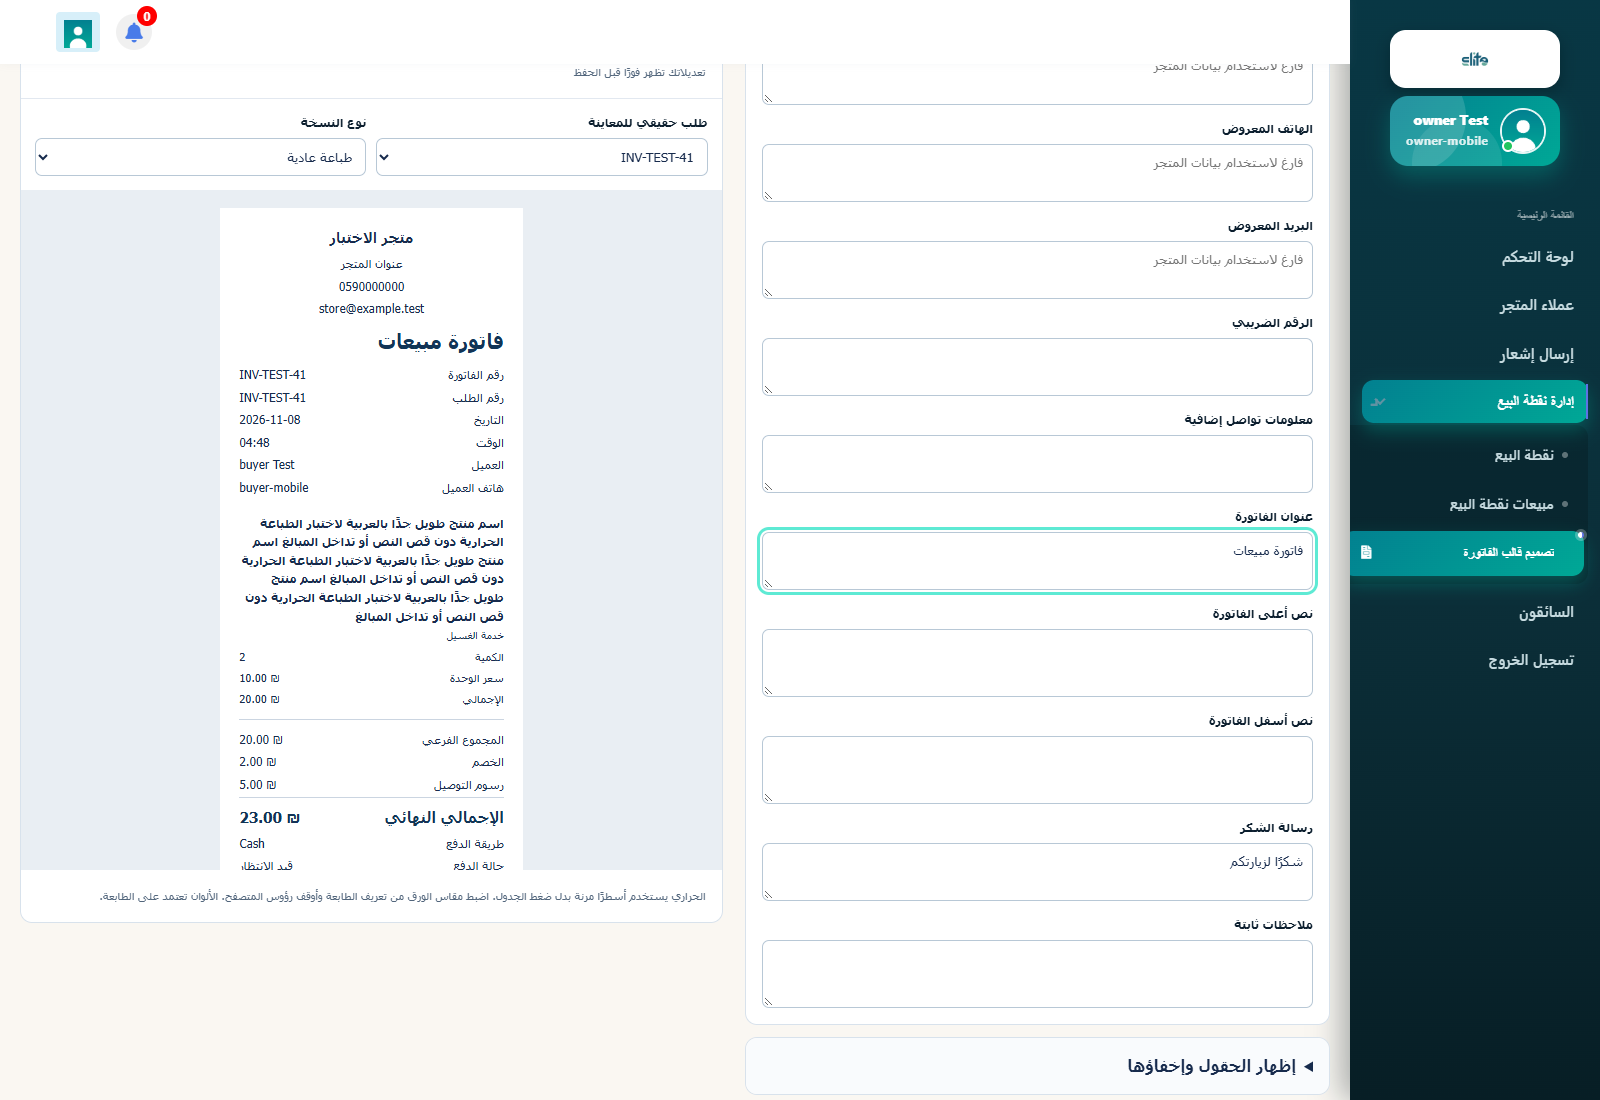 elite
owner Test
owner-mobile
القائمة الرئيسية
لوحة التحكم
عملاء المتجر
إرسال إشعار
إدارة نقطة البيع
نقطة البيع
مبيعات نقطة البيع
تصميم قالب الفاتورة
السائقون
تسجيل الخروج
0
فارغ لاستخدام بيانات المتجر
الهاتف المعروض
فارغ لاستخدام بيانات المتجر
البريد المعروض
فارغ لاستخدام بيانات المتجر
الرقم الضريبي
معلومات تواصل إضافية
عنوان الفاتورة
فاتورة مبيعات
نص أعلى الفاتورة
نص أسفل الفاتورة
رسالة الشكر
شكرًا لزيارتكم
ملاحظات ثابتة
إظهار الحقول وإخفاؤها
تعديلاتك تظهر فورًا قبل الحفظ
طلب حقيقي للمعاينة
INV-TEST-41
نوع النسخة
طباعة عادية
متجر الاختبار
عنوان المتجر
0590000000
store@example.test
فاتورة مبيعات
رقم الفاتورة INV-TEST-41
رقم الطلب INV-TEST-41
التاريخ 2026-11-08
الوقت 04:48
العميل buyer Test
هاتف العميل buyer-mobile
اسم منتج طويل جدًا بالعربية لاختبار الطباعة
الحرارية دون قص النص أو تداخل المبالغ اسم
منتج طويل جدًا بالعربية لاختبار الطباعة الحرارية
دون قص النص أو تداخل المبالغ اسم منتج
طويل جدًا بالعربية لاختبار الطباعة الحرارية دون
قص النص أو تداخل المبالغ
خدمة الغسيل
الكمية 2
سعر الوحدة 10.00 ₪
الإجمالي 20.00 ₪
المجموع الفرعي 20.00 ₪
الخصم 2.00 ₪
رسوم التوصيل 5.00 ₪
الإجمالي النهائي 23.00 ₪
طريقة الدفع Cash
حالة الدفع قيد الانتظار
الحراري يستخدم أسطرًا مرنة بدل ضغط الجدول. اضبط مقاس الورق من تعريف الطابعة وأوقف رؤوس المتصفح. الألوان تعتمد على الطابعة.